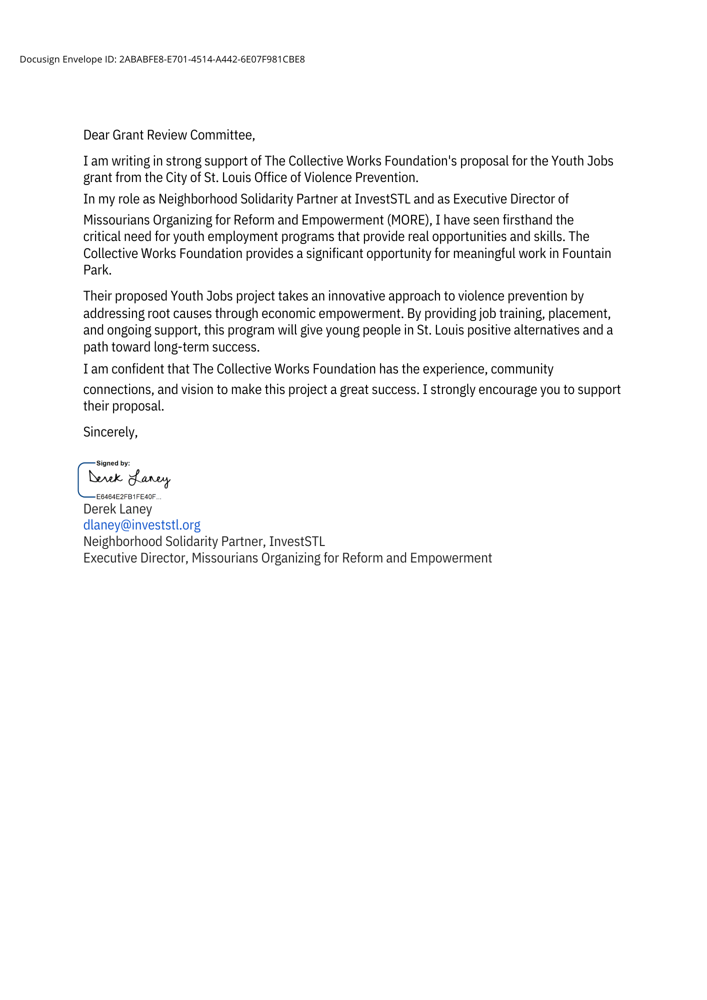 Docusign Envelope ID: 2ABABFE8-E701-4514-A442-6E07F981CBE8
Dear Grant Review Committee,
I am writing in strong support of The Collective Works Foundation's proposal for the Youth Jobs
grant from the City of St. Louis Office of Violence Prevention.
In my role as Neighborhood Solidarity Partner at InvestSTL and as Executive Director of
Missourians Organizing for Reform and Empowerment (MORE), I have seen firsthand the
critical need for youth employment programs that provide real opportunities and skills. The
Collective Works Foundation provides a significant opportunity for meaningful work in Fountain
Park.
Their proposed Youth Jobs project takes an innovative approach to violence prevention by
addressing root causes through economic empowerment. By providing job training, placement,
and ongoing support, this program will give young people in St. Louis positive alternatives and a
path toward long-term success.
I am confident that The Collective Works Foundation has the experience, community
connections, and vision to make this project a great success. I strongly encourage you to support
their proposal.
Sincerely,
Signed by:
Derek Laney
E6464E2FB1FE40F...
Derek Laney
dlaney@investstl.org
Neighborhood Solidarity Partner, InvestSTL
Executive Director, Missourians Organizing for Reform and Empowerment